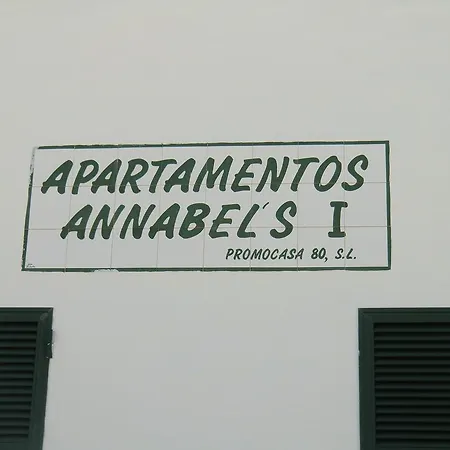 APARTAMENTOS
ANNABEL´S I
PROMOCASA 80, S.L.